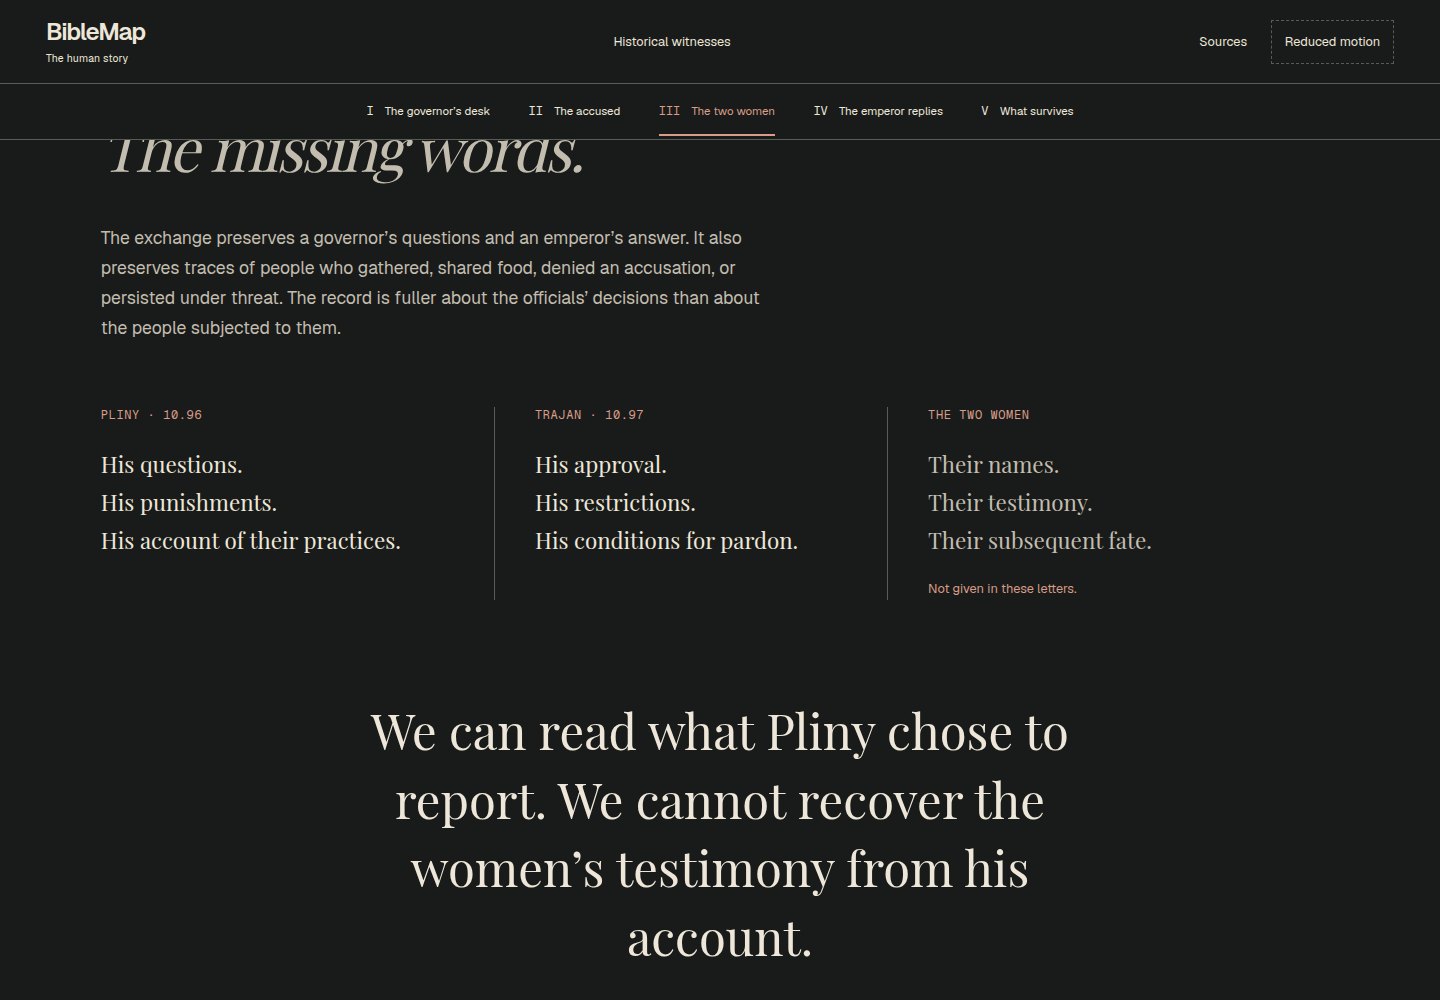 BibleMap
The human story
Historical witnesses
Sources
Reduced motion
I The governor’s desk
II The accused
III The two women
IV The emperor replies
V What survives
The missing words.
The exchange preserves a governor’s questions and an emperor’s answer. It also
preserves traces of people who gathered, shared food, denied an accusation, or
persisted under threat. The record is fuller about the officials’ decisions than about
the people subjected to them.
PLINY · 10.96
His questions.
His punishments.
His account of their practices.
TRAJAN · 10.97
His approval.
His restrictions.
His conditions for pardon.
THE TWO WOMEN
Their names.
Their testimony.
Their subsequent fate.
Not given in these letters.
We can read what Pliny chose to
report. We cannot recover the
women’s testimony from his
account.